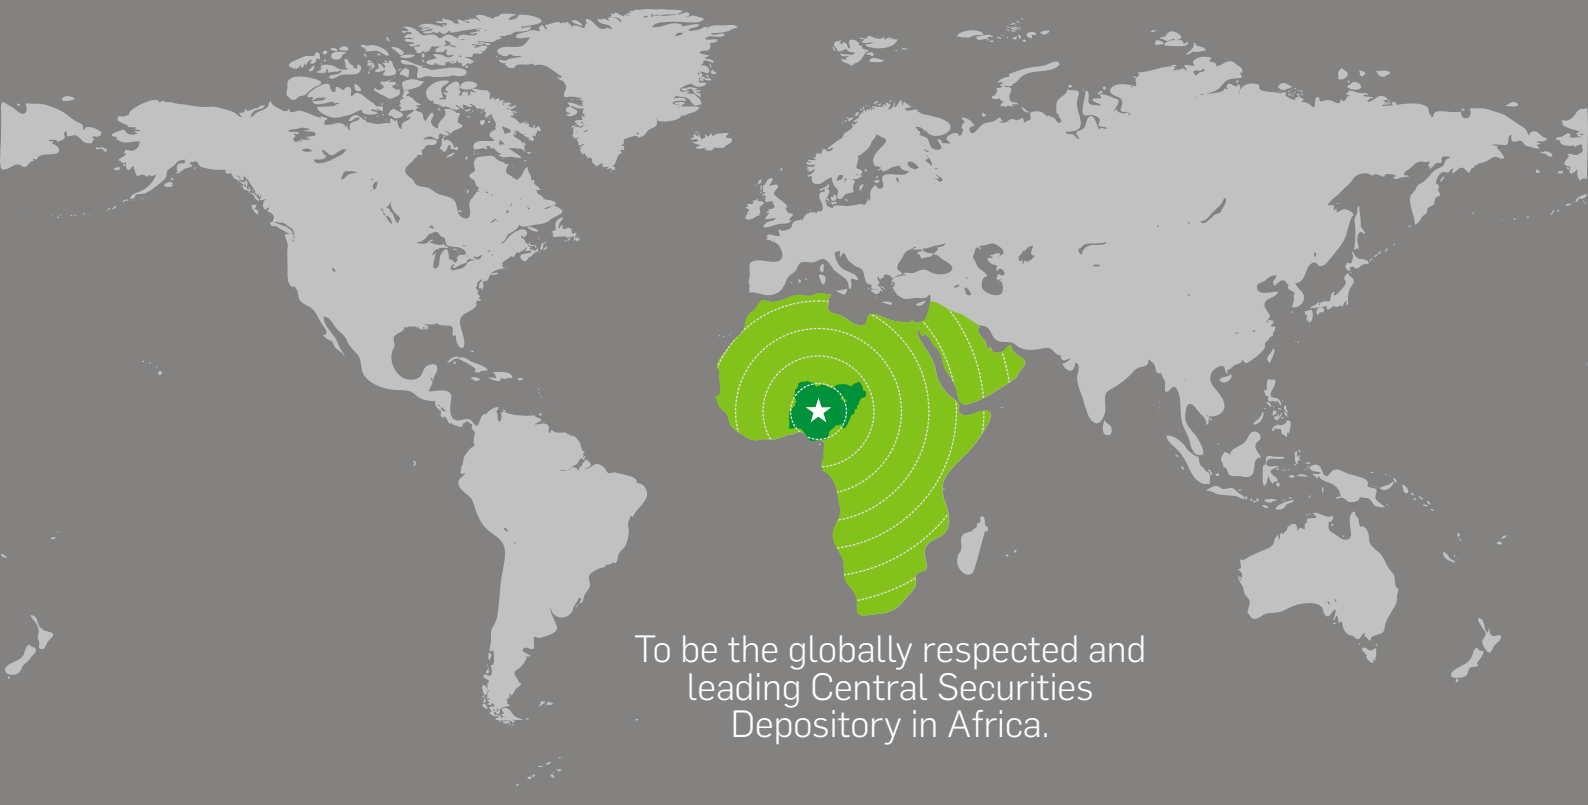 To be the globally respected and
leading Central Securities
Depository in Africa.